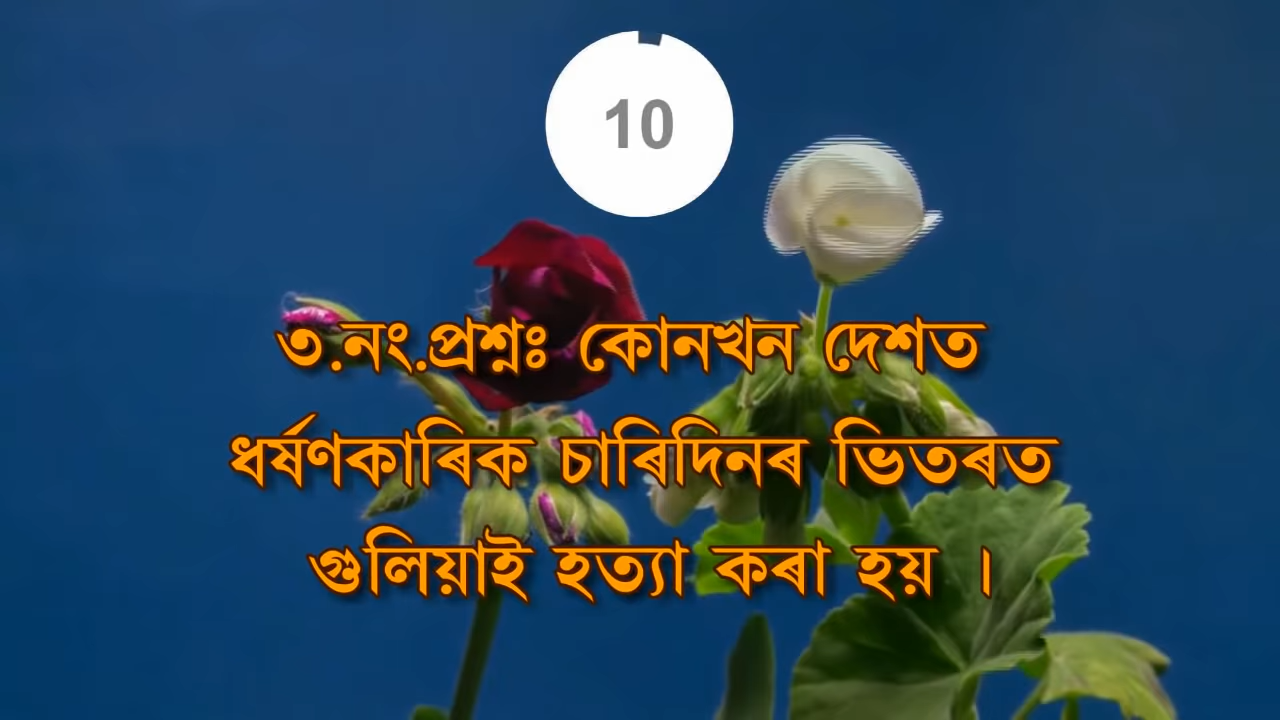 10
৩.নং.প্ৰশ্নঃ কোনখন দেশত
ধৰ্ষণকাৰিক চাৰিদিনৰ ভিতৰত
গুলিয়াই হত্যা কৰা হয় ।